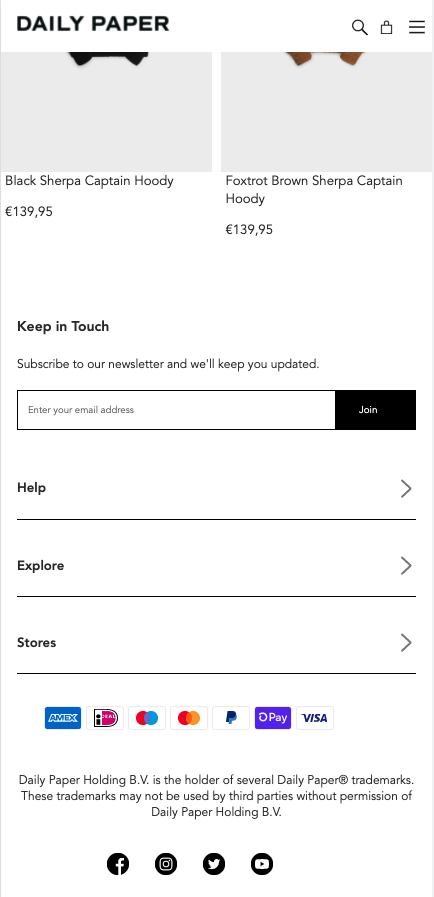 DAILY PAPER
Black Sherpa Captain Hoody
€139,95
Foxtrot Brown Sherpa Captain
Hoody
€139,95
Keep in Touch
Subscribe to our newsletter and we'll keep you updated.
Enter your email address
Join
Help
Explore
Stores
AMEX
iDEAL
Pay
VISA
Daily Paper Holding B.V. is the holder of several Daily Paper® trademarks.
These trademarks may not be used by third parties without permission of
Daily Paper Holding B.V.